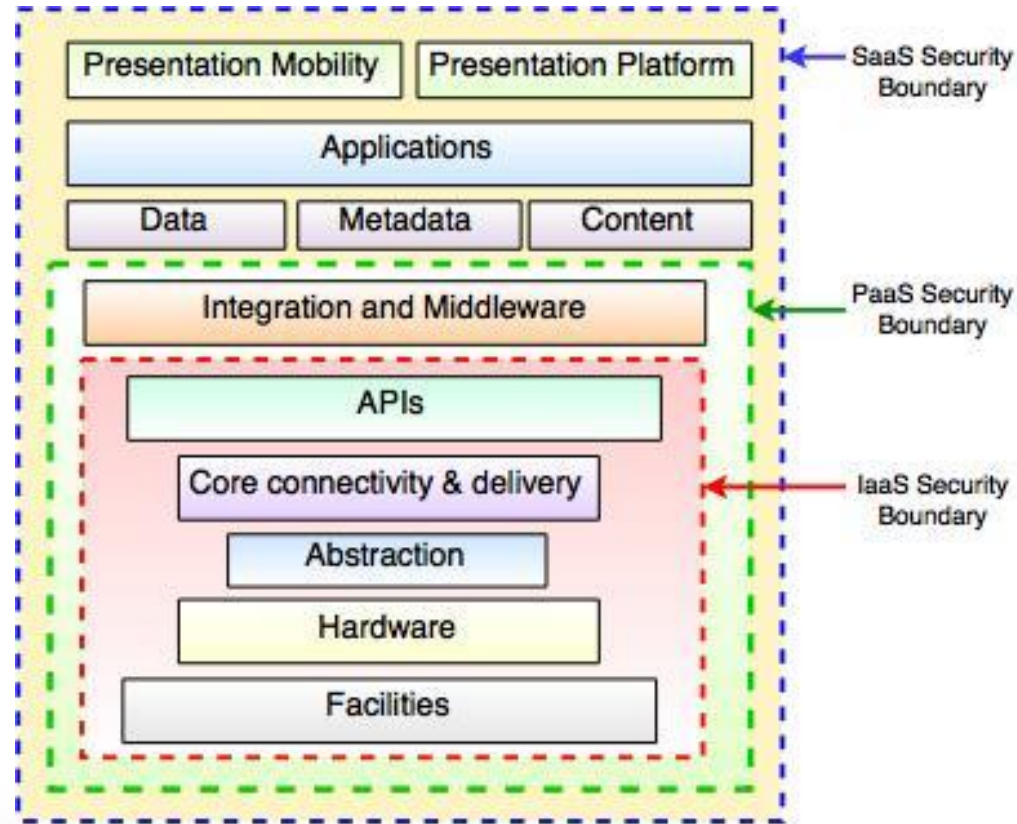 Presentation Mobility
Presentation Platform
SaaS Security
Boundary
Applications
Data
Metadata
Content
Integration and Middleware
PaaS Security
Boundary
APIs
Core connectivity & delivery
IaaS Security
Boundary
Abstraction
Hardware
Facilities